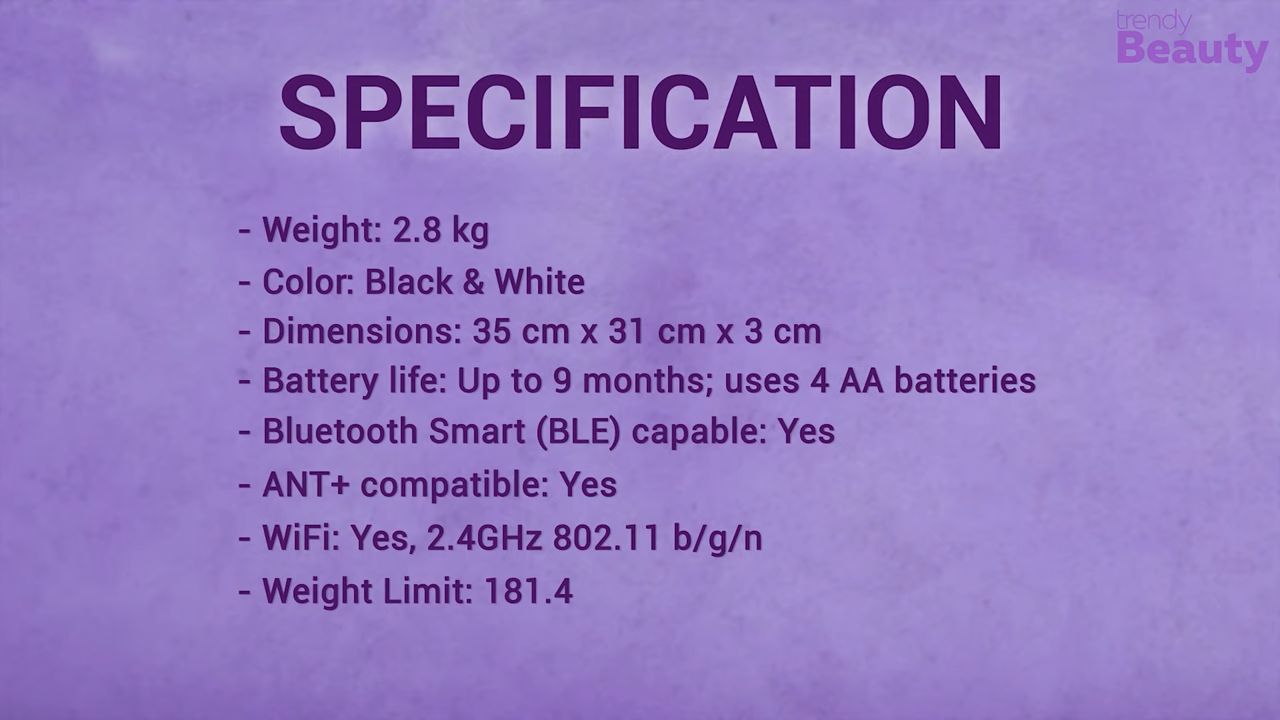 trendy
Beauty
SPECIFICATION
- Weight: 2.8 kg
- Color: Black & White
- Dimensions: 35 cm x 31 cm x 3 cm
- Battery life: Up to 9 months; uses 4 AA batteries
- Bluetooth Smart (BLE) capable: Yes
- ANT+ compatible: Yes
- WiFi: Yes, 2.4GHz 802.11 b/g/n
- Weight Limit: 181.4